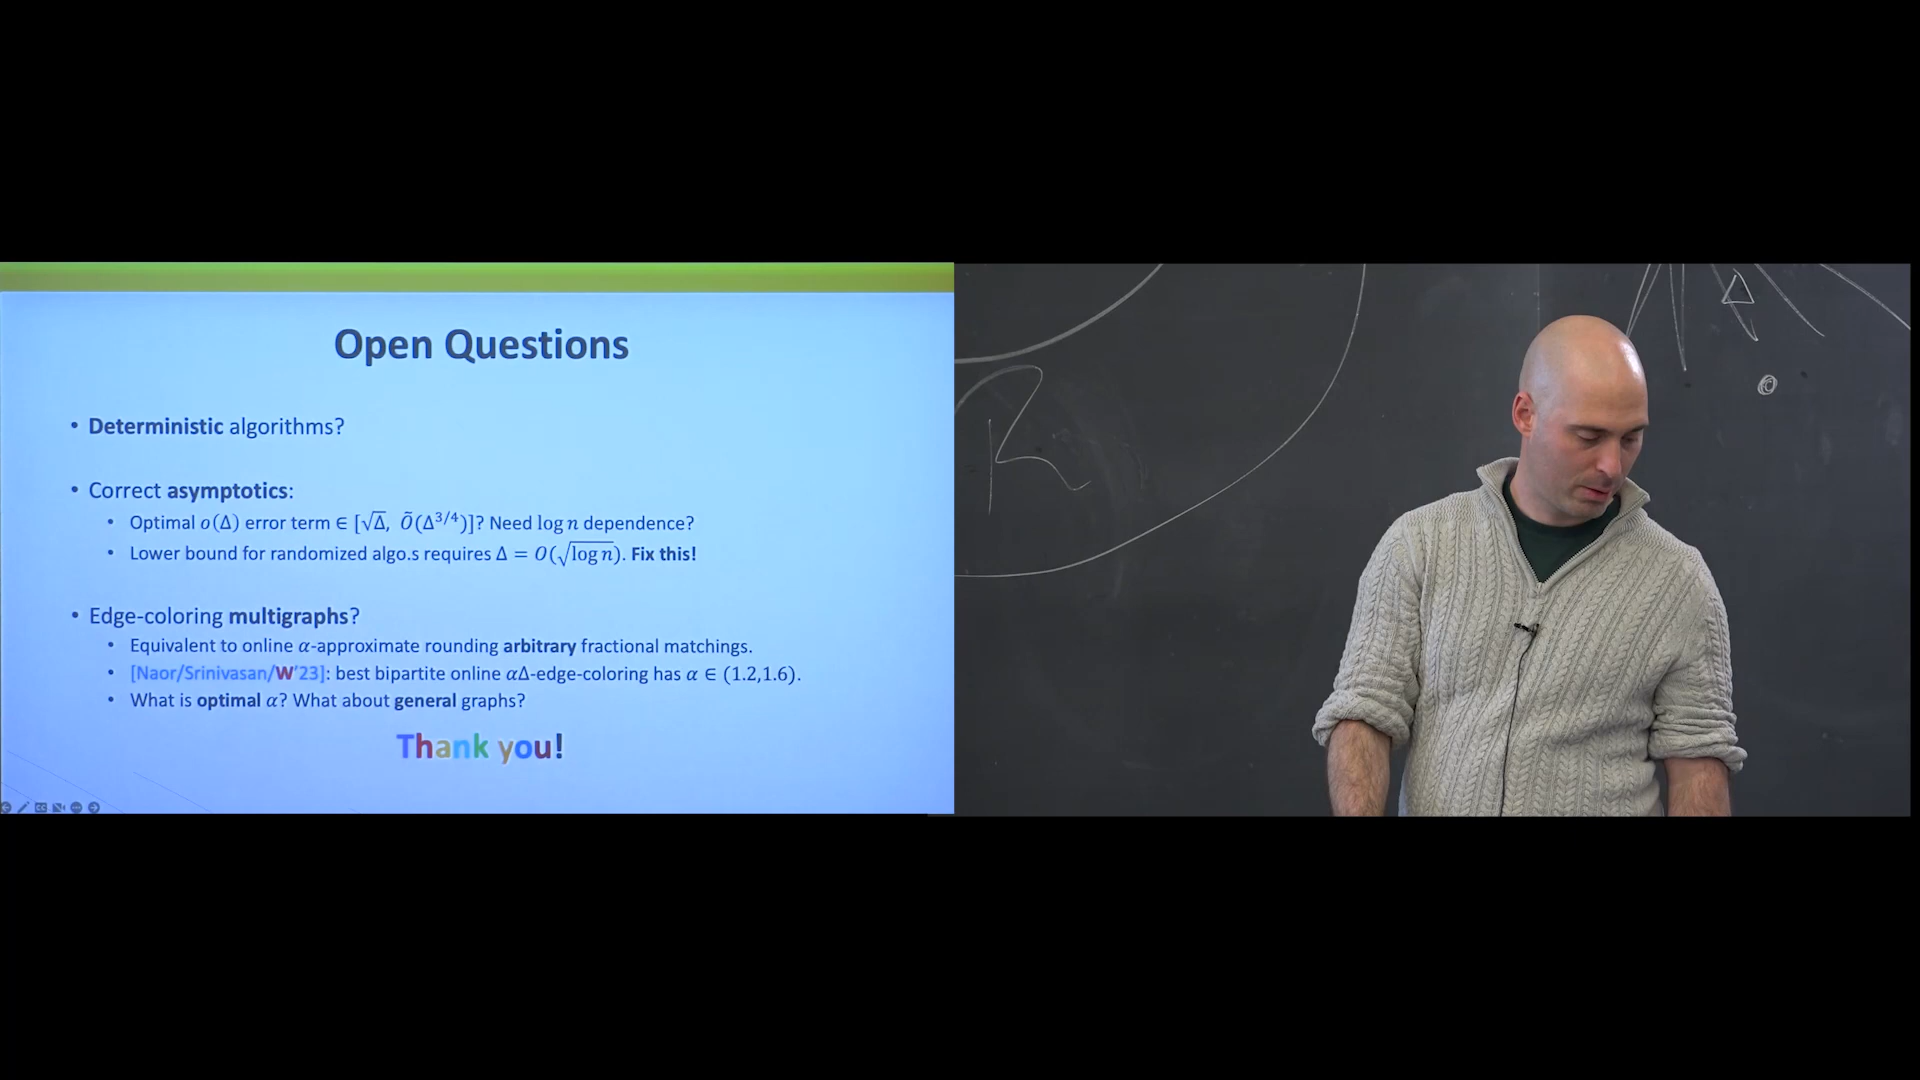 Open Questions
• Deterministic algorithms?
• Correct asymptotics:
• Optimal 𝑜(Δ) error term ∈ [√Δ, Õ(Δ^{3/4})]? Need log 𝑛 dependence?
• Lower bound for randomized algo.s requires Δ = 𝑂(√log 𝑛). Fix this!
• Edge-coloring multigraphs?
• Equivalent to online 𝛼-approximate rounding arbitrary fractional matchings.
• [Naor/Srinivasan/W'23]: best bipartite online 𝛼Δ-edge-coloring has 𝛼 ∈ (1.2,1.6).
• What is optimal 𝛼? What about general graphs?
Thank you!
R
Δ